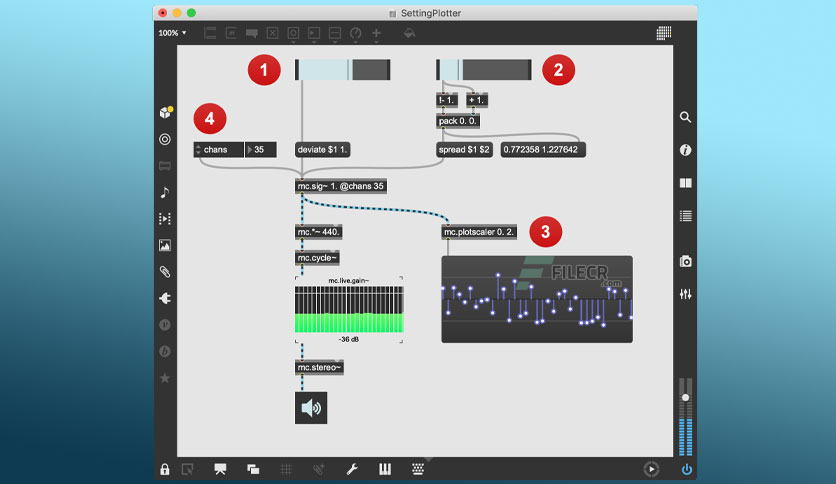 SettingPlotter
100%
1
2
!- 1.
+ 1.
pack 0. 0.
4
chans
35
deviate $1 1.
spread $1 $2
0.772358 1.227642
mc.sig~ 1. @chans 35
mc.*~ 440.
mc.plotscaler 0. 2.
3
mc.cycle~
FILECR
.com
mc.live.gain~
-36 dB
mc.stereo~